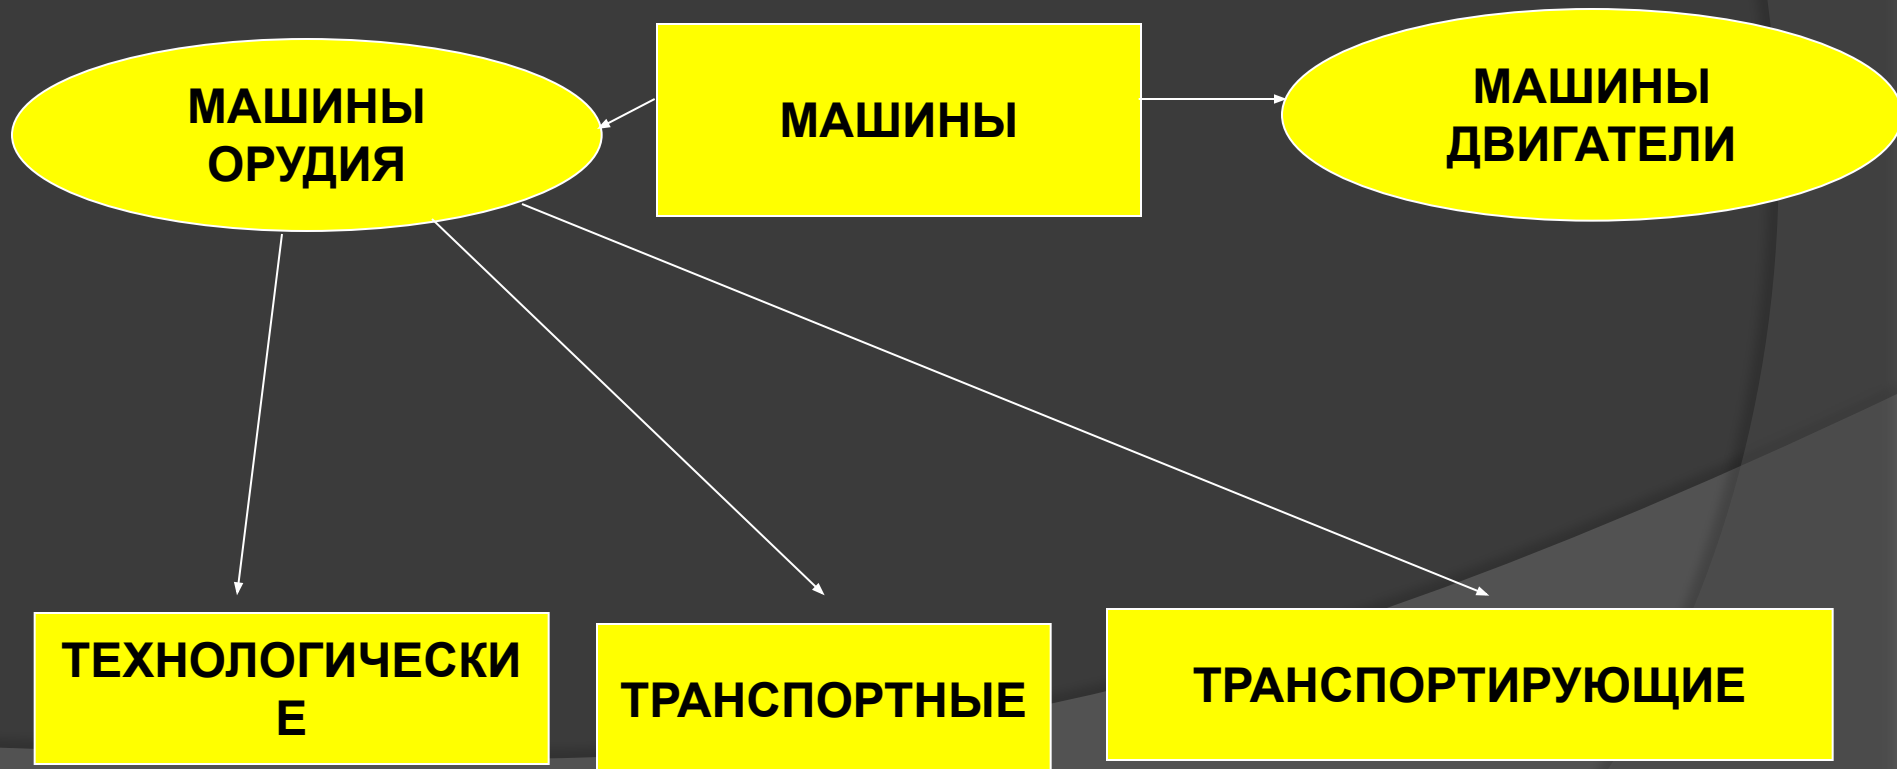 МАШИНЫ
ОРУДИЯ
МАШИНЫ
МАШИНЫ
ДВИГАТЕЛИ
ТЕХНОЛОГИЧЕСКИ
Е
ТРАНСПОРТНЫЕ
ТРАНСПОРТИРУЮЩИЕ